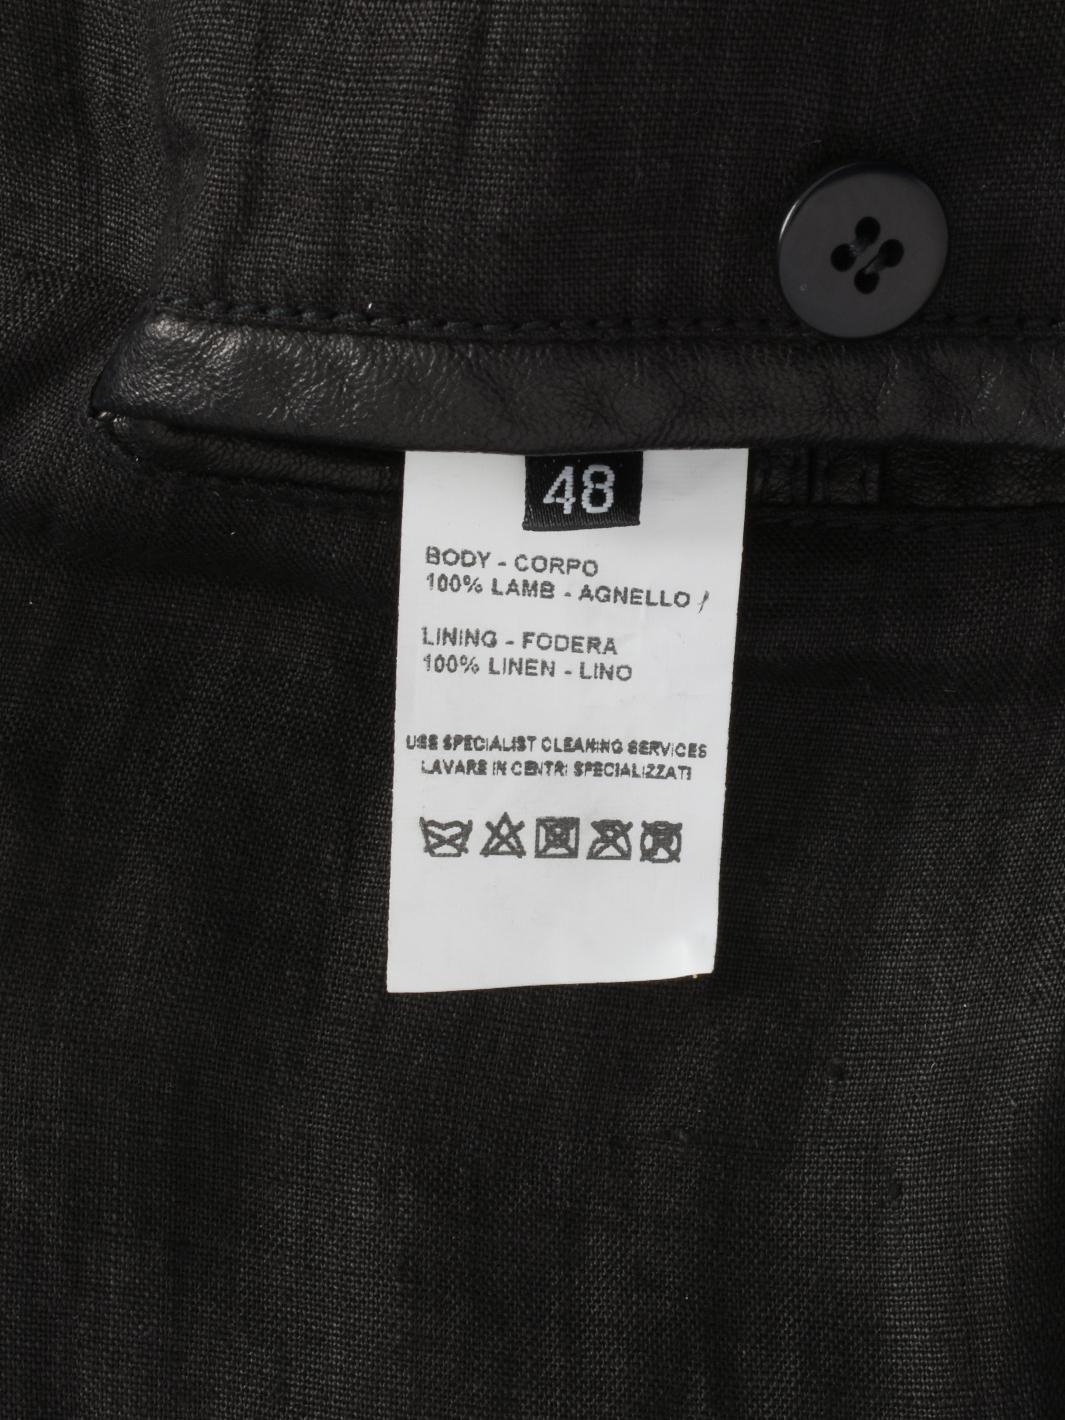 48
BODY - CORPO
100% LAMB - AGNELLO
LINING - FODERA
100% LINEN - LINO
USE SPECIALIST CLEANING SERVICES
LAVARE IN CENTRI SPECIALIZZATI